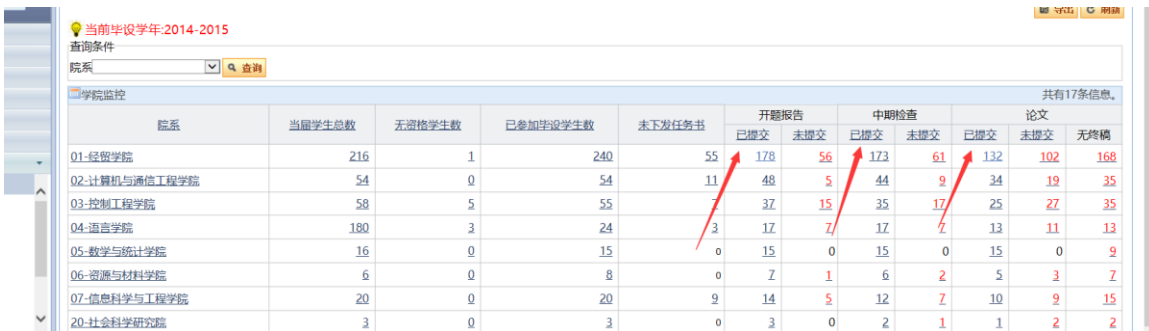 导出 刷新
当前毕设学年:2014-2015
查询条件
院系 查询
学院监控 共有17条信息。
院系 当届学生总数 无资格学生数 已参加毕设学生数 未下发任务书 开题报告 中期检查 论文
已提交 未提交 已提交 未提交 已提交 未提交 无终稿
01-经贸学院 216 1 240 55 178 56 173 61 132 102 168
02-计算机与通信工程学院 54 0 54 11 48 5 44 9 34 19 35
03-控制工程学院 58 5 55 7 37 15 35 17 25 27 35
04-语言学院 180 3 24 3 17 7 17 7 13 11 13
05-数学与统计学院 16 0 15 0 15 0 15 0 15 0 9
06-资源与材料学院 6 0 8 0 7 1 6 2 5 3 7
07-信息科学与工程学院 20 0 20 9 14 5 12 7 10 9 15
20-社会科学研究院 3 0 3 0 3 0 2 1 1 2 2